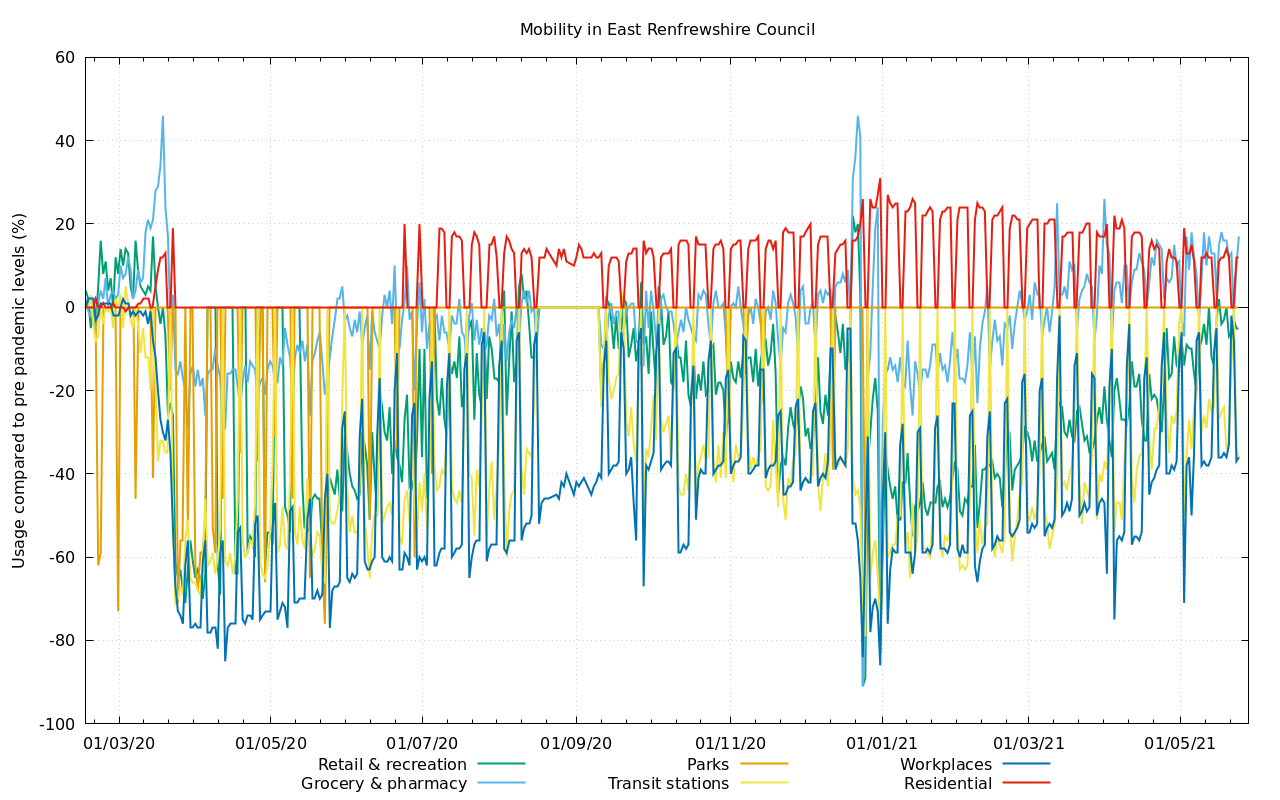 Mobility in East Renfrewshire Council
Usage compared to pre pandemic levels (%)
60
40
20
0
-20
-40
-60
-80
-100
01/03/20 01/05/20 01/07/20 01/09/20 01/11/20 01/01/21 01/03/21 01/05/21
Retail & recreation Parks Workplaces
Grocery & pharmacy Transit stations Residential